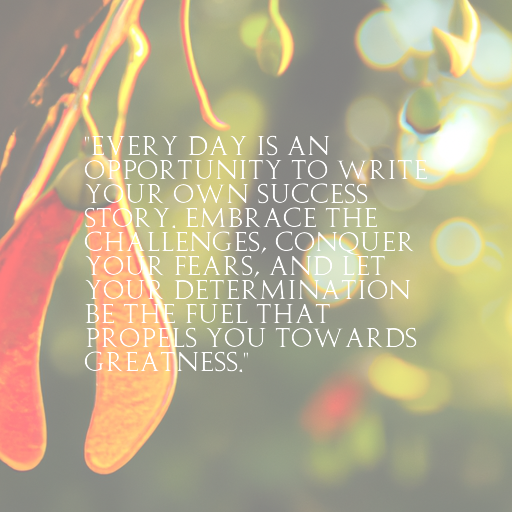 "EVERY DAY IS AN
OPPORTUNITY TO WRITE
YOUR OWN SUCCESS
STORY. EMBRACE THE
CHALLENGES, CONQUER
YOUR FEARS, AND LET
YOUR DETERMINATION
BE THE FUEL THAT
PROPELS YOU TOWARDS
GREATNESS."